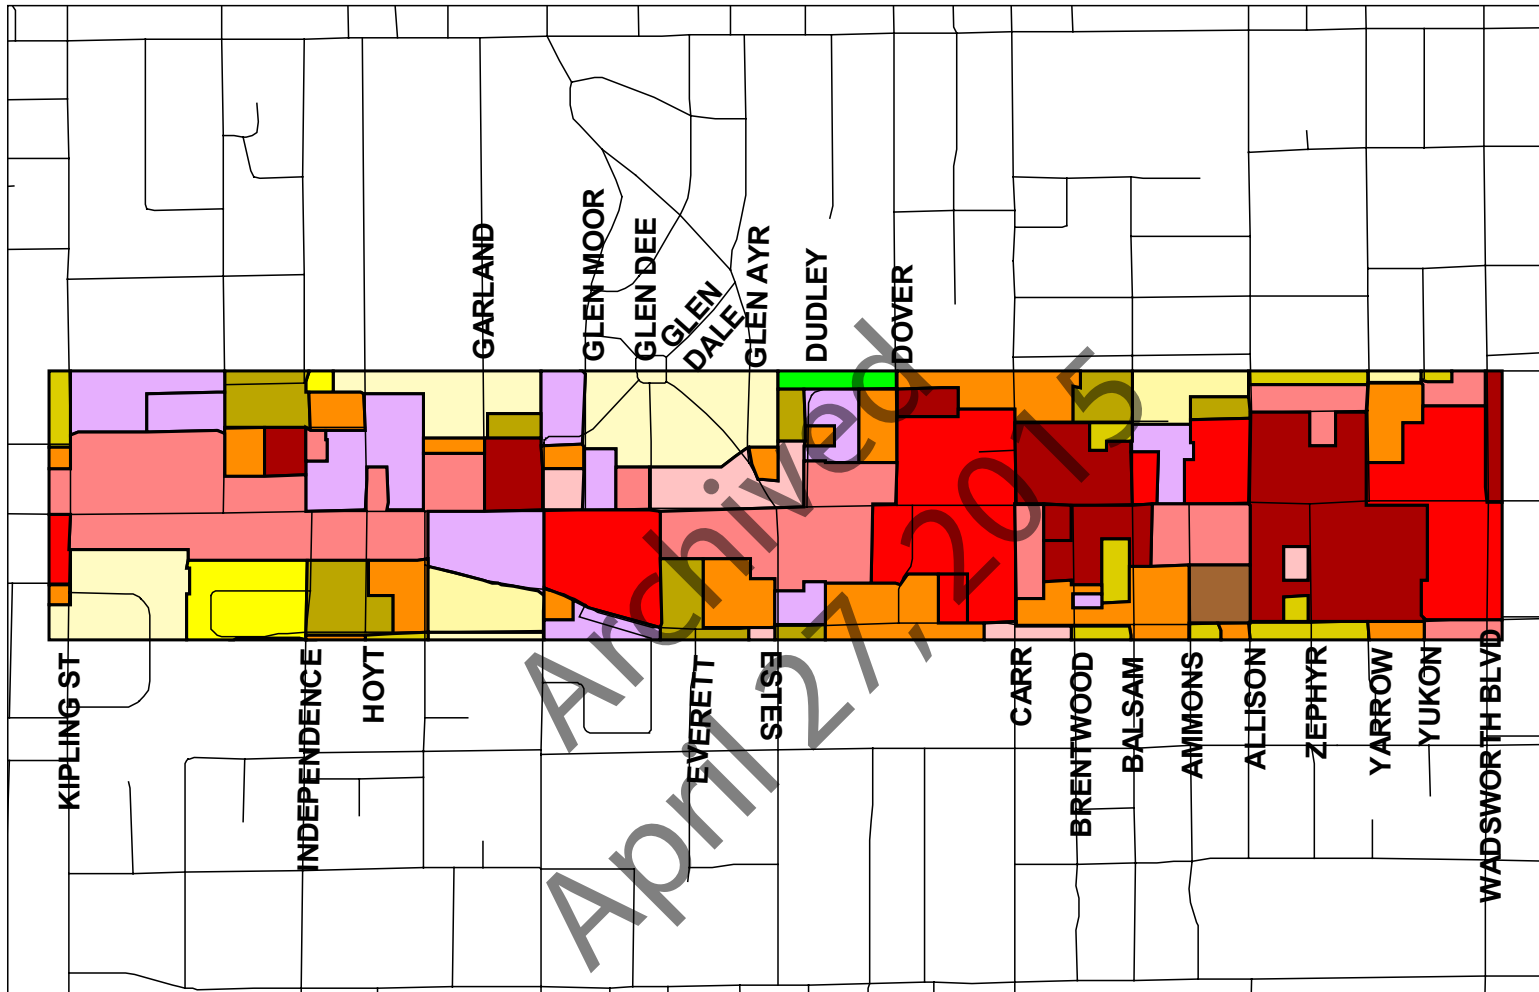 GARLAND
GLEN MOOR
GLEN DEE
GLEN
DALE
GLEN AYR
DUDLEY
DOVER
Archived
April 27, 2015
KIPLING ST
INDEPENDENCE
HOYT
EVERETT
ESTES
CARR
BRENTWOOD
BALSAM
AMMONS
ALLISON
ZEPHYR
YARROW
YUKON
WADSWORTH BLVD